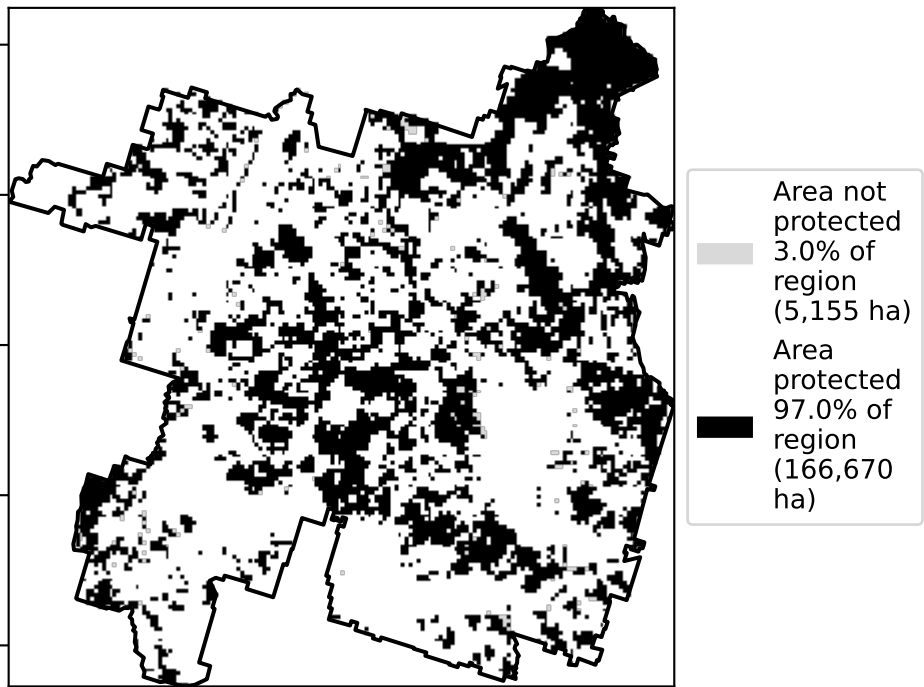 Area not
protected
3.0% of
region
(5,155 ha)
Area
protected
97.0% of
region
(166,670
ha)